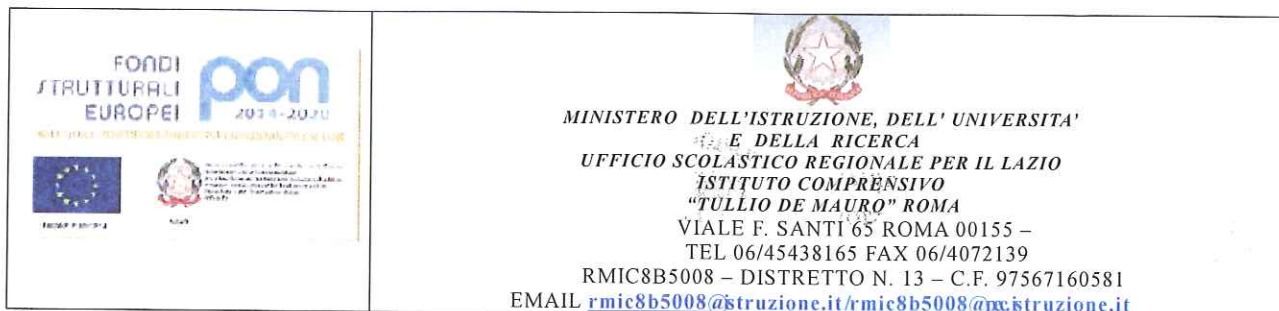 FONDI
STRUTTURALI
EUROPEI
pon
2014-2020
MINISTERO DELL'ISTRUZIONE, DELL' UNIVERSITA'
E DELLA RICERCA
UFFICIO SCOLASTICO REGIONALE PER IL LAZIO
ISTITUTO COMPRENSIVO
“TULLIO DE MAURO” ROMA
VIALE F. SANTI 65 ROMA 00155 –
TEL 06/45438165 FAX 06/4072139
RMIC8B5008 – DISTRETTO N. 13 – C.F. 97567160581
EMAIL rmic8b5008@istruzione.it/rmic8b5008@pec.istruzione.it